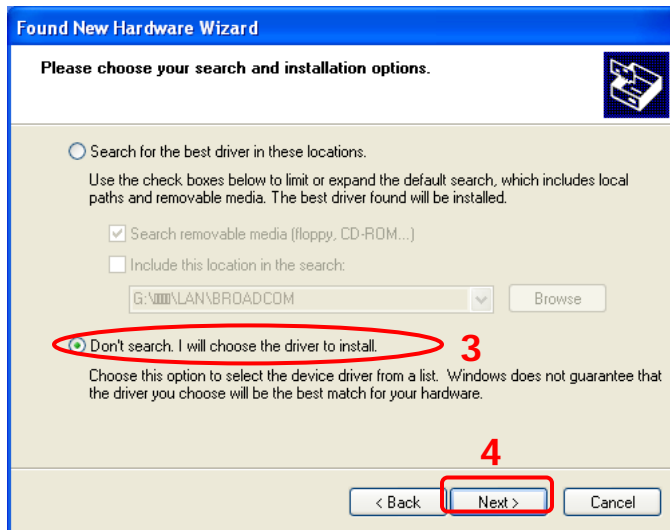 Found New Hardware Wizard
Please choose your search and installation options.
Search for the best driver in these locations.
Use the check boxes below to limit or expand the default search, which includes local
paths and removable media. The best driver found will be installed.
Search removable media (floppy, CD-ROM...)
Include this location in the search:
G:\LAN\BROADCOM
Browse
Don't search. I will choose the driver to install.
3
Choose this option to select the device driver from a list. Windows does not guarantee that
the driver you choose will be the best match for your hardware.
4
< Back
Next >
Cancel